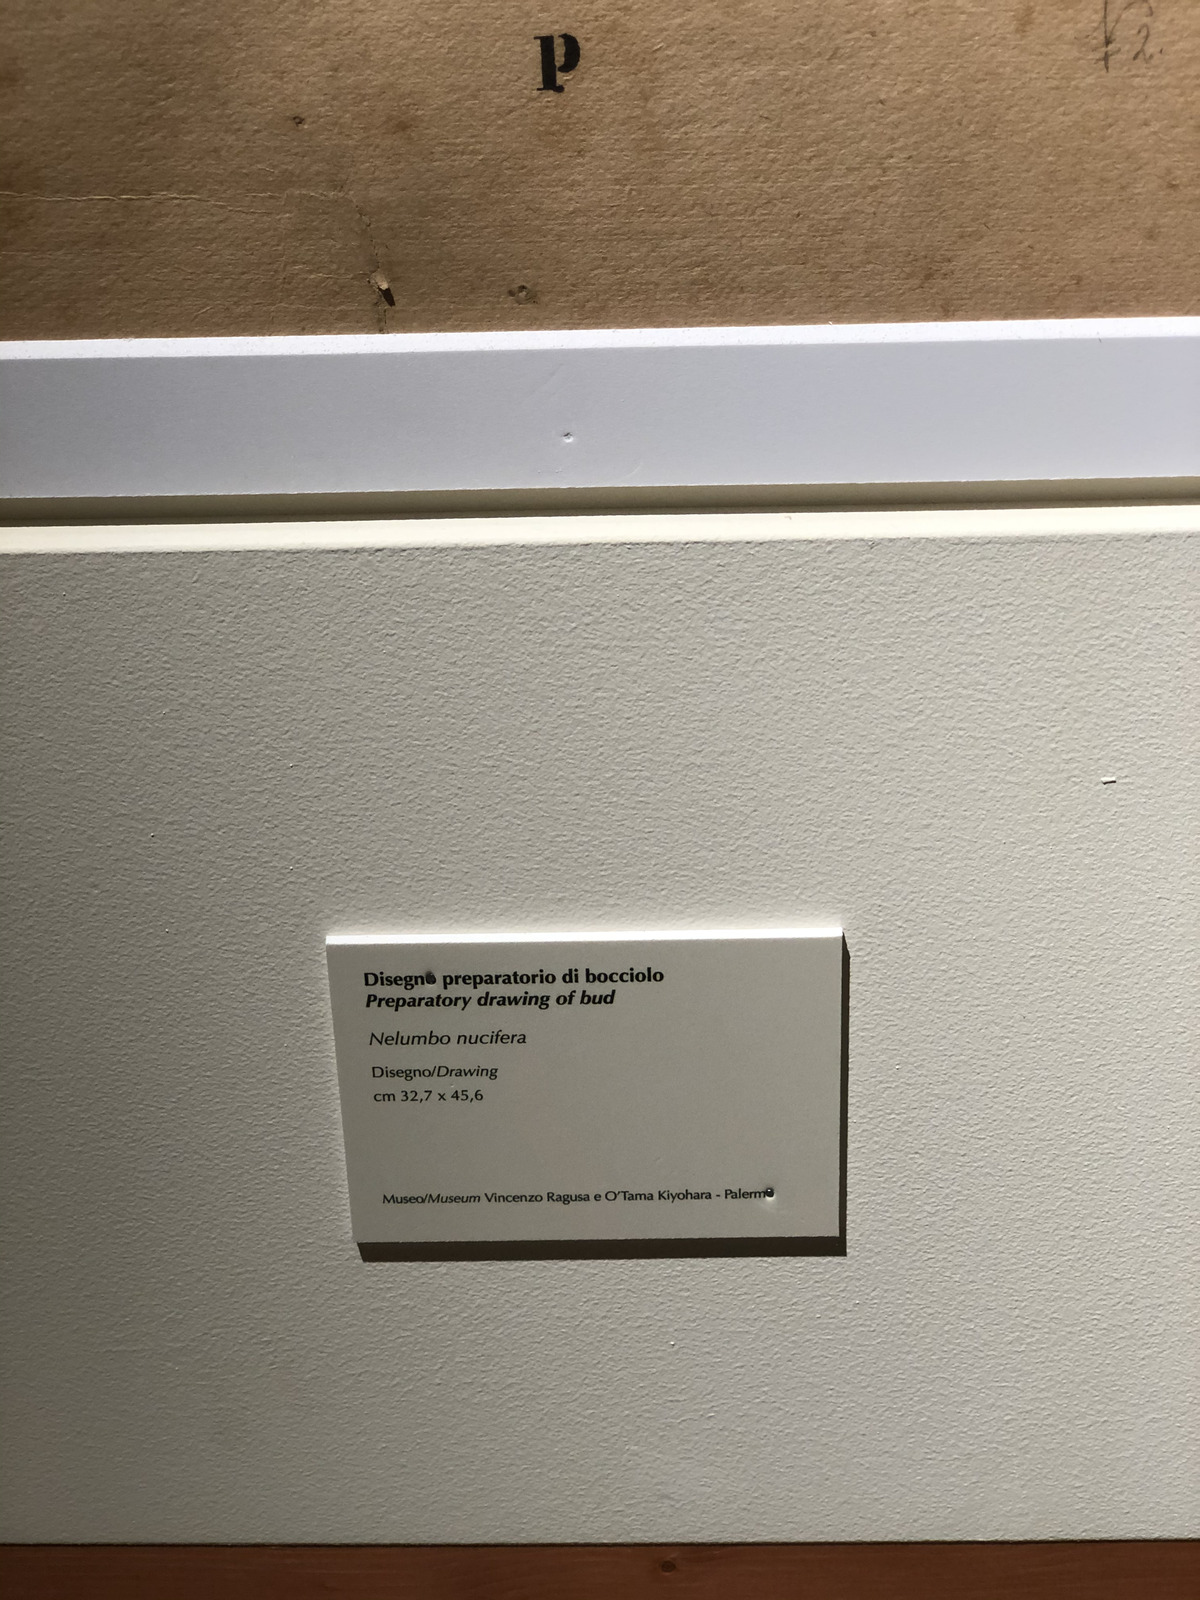 p
2.
Disegno preparatorio di bocciolo
Preparatory drawing of bud
Nelumbo nucifera
Disegno/Drawing
cm 32,7 x 45,6
Museo/Museum Vincenzo Ragusa e O'Tama Kiyohara - Palermo